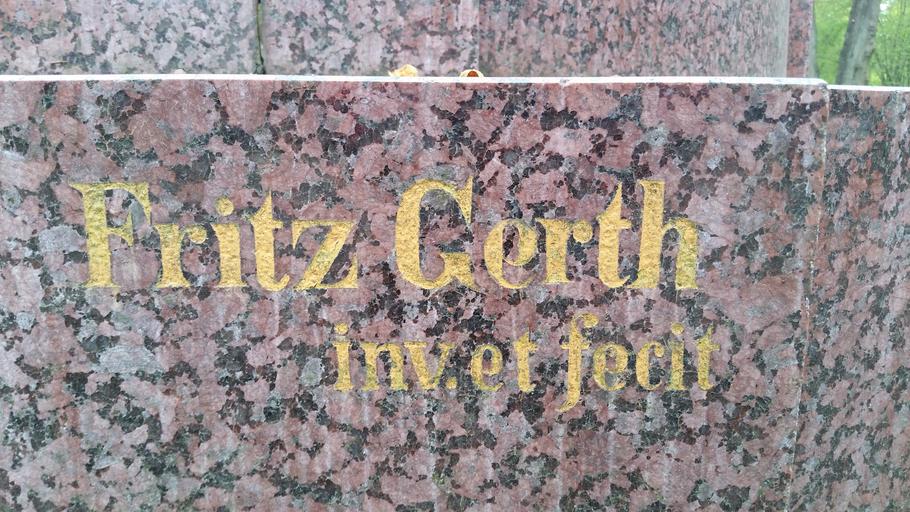 Fritz Gerth
inv. et fecit